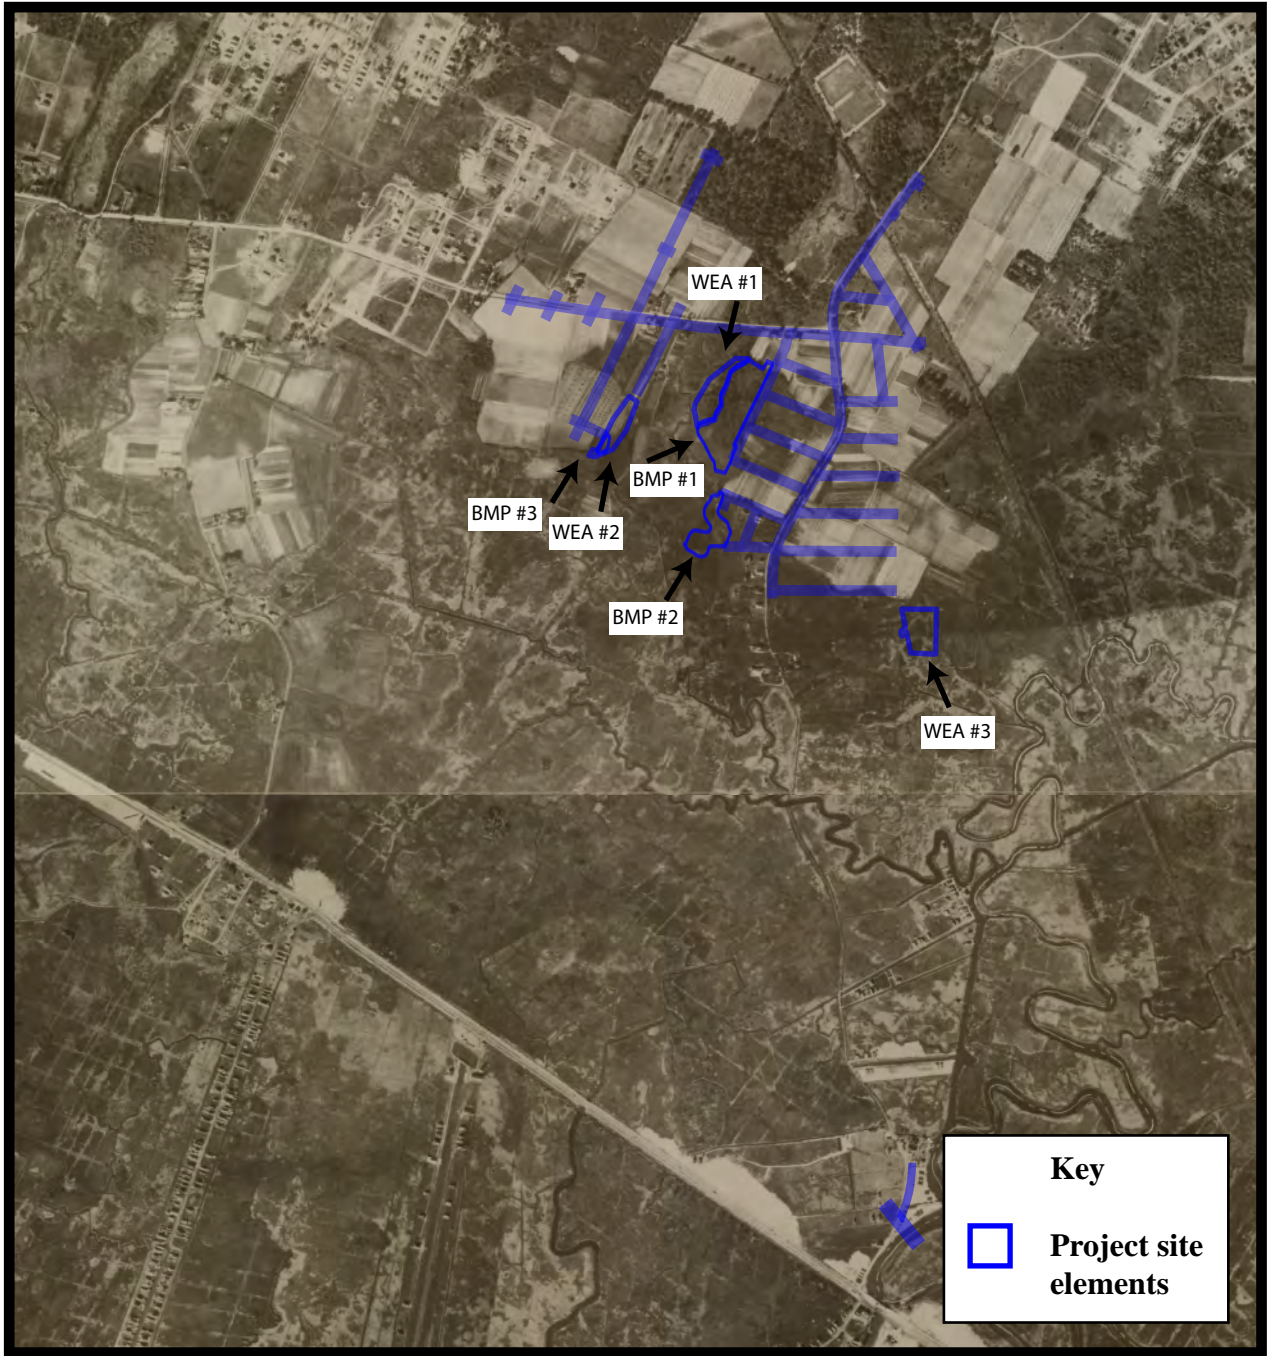 WEA #1
BMP #1
BMP #3
WEA #2
BMP #2
WEA #3
Key
Project site
elements